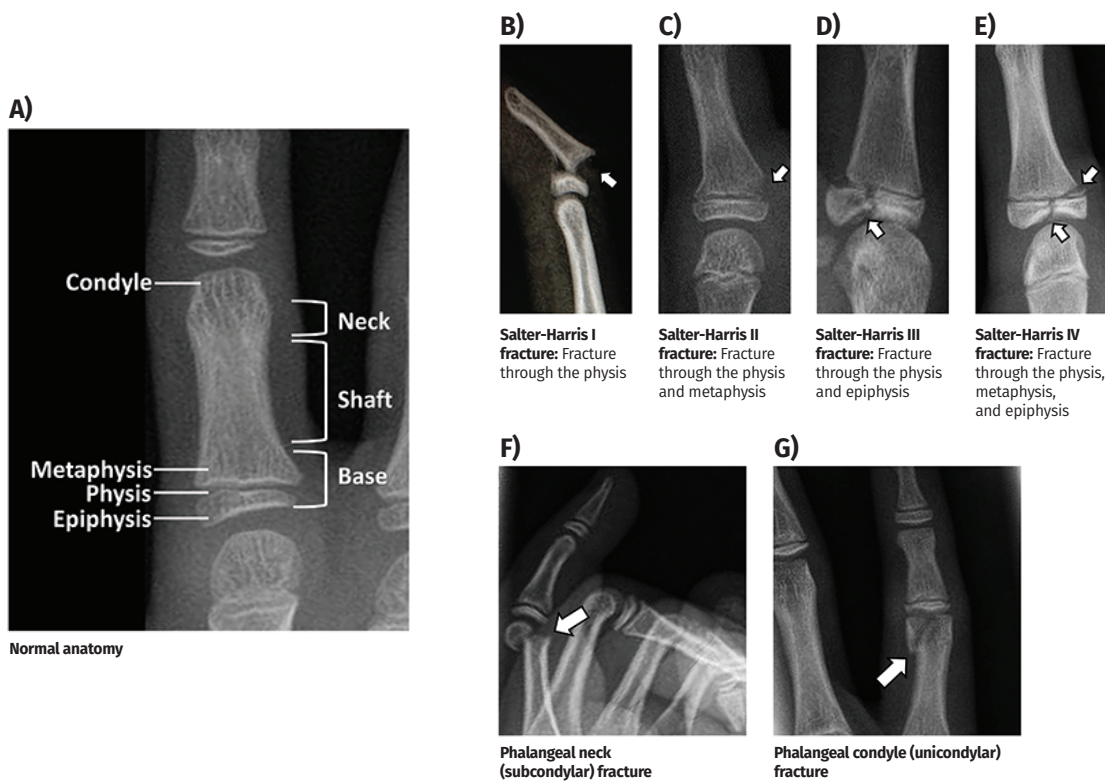 A)
Condyle
Neck
Shaft
Metaphysis
Base
Physis
Epiphysis
Normal anatomy
B)
Salter-Harris I
fracture: Fracture
through the physis
C)
Salter-Harris II
fracture: Fracture
through the physis
and metaphysis
D)
Salter-Harris III
fracture: Fracture
through the physis
and epiphysis
E)
Salter-Harris IV
fracture: Fracture
through the physis,
metaphysis,
and epiphysis
F)
Phalangeal neck
(subcondylar) fracture
G)
Phalangeal condyle (unicondylar)
fracture